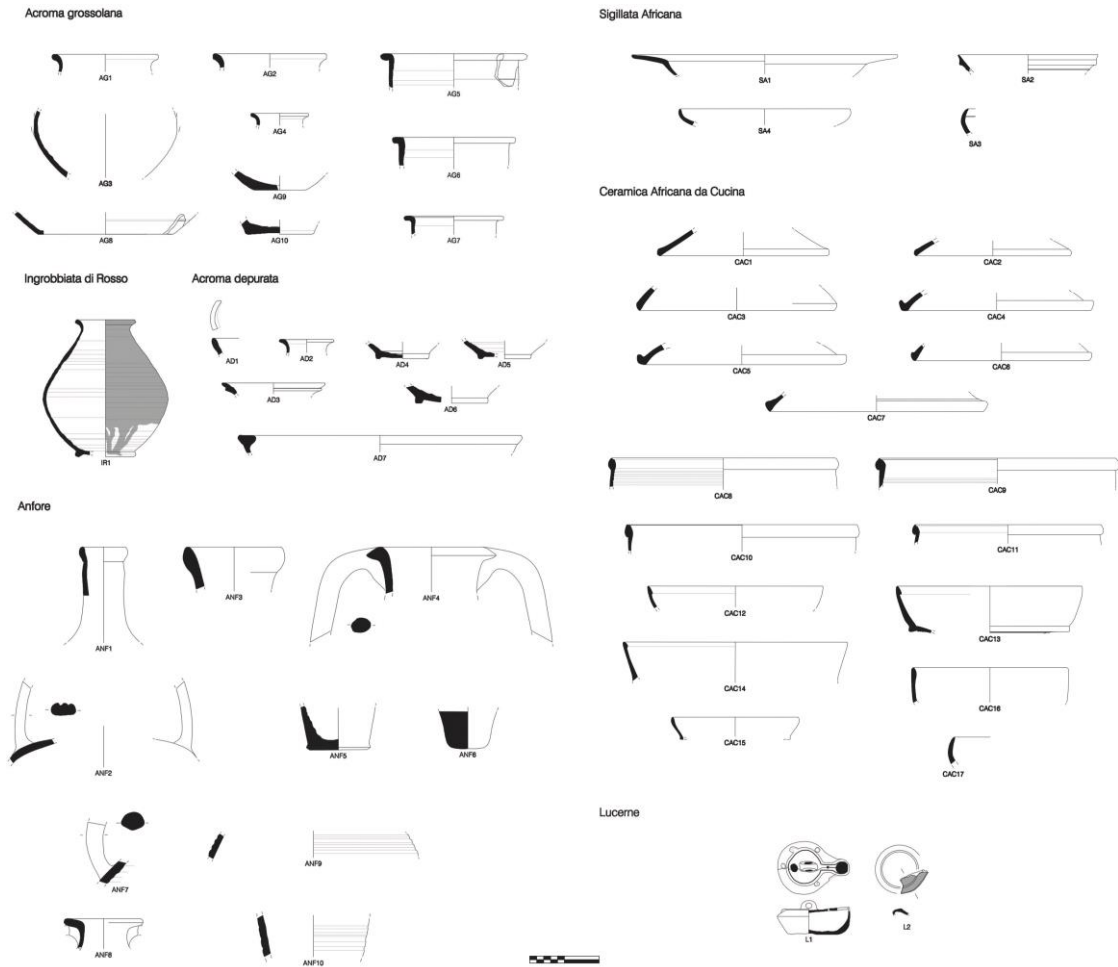 Acroma grossolana
AG1
AG2
AG5
AG4
AG3
AG6
AG9
AG8
AG10
AG7
Ingrobbiata di Rosso
IR1
Acroma depurata
AD1
AD2
AD4
AD5
AD3
AD6
AD7
Anfore
ANF1
ANF3
ANF4
ANF2
ANF5
ANF6
ANF7
ANF9
ANF8
ANF10
Sigillata Africana
SA1
SA2
SA4
SA3
Ceramica Africana da Cucina
CAC1
CAC2
CAC3
CAC4
CAC5
CAC6
CAC7
CAC8
CAC9
CAC10
CAC11
CAC12
CAC13
CAC14
CAC16
CAC15
CAC17
Lucerne
L1
L2